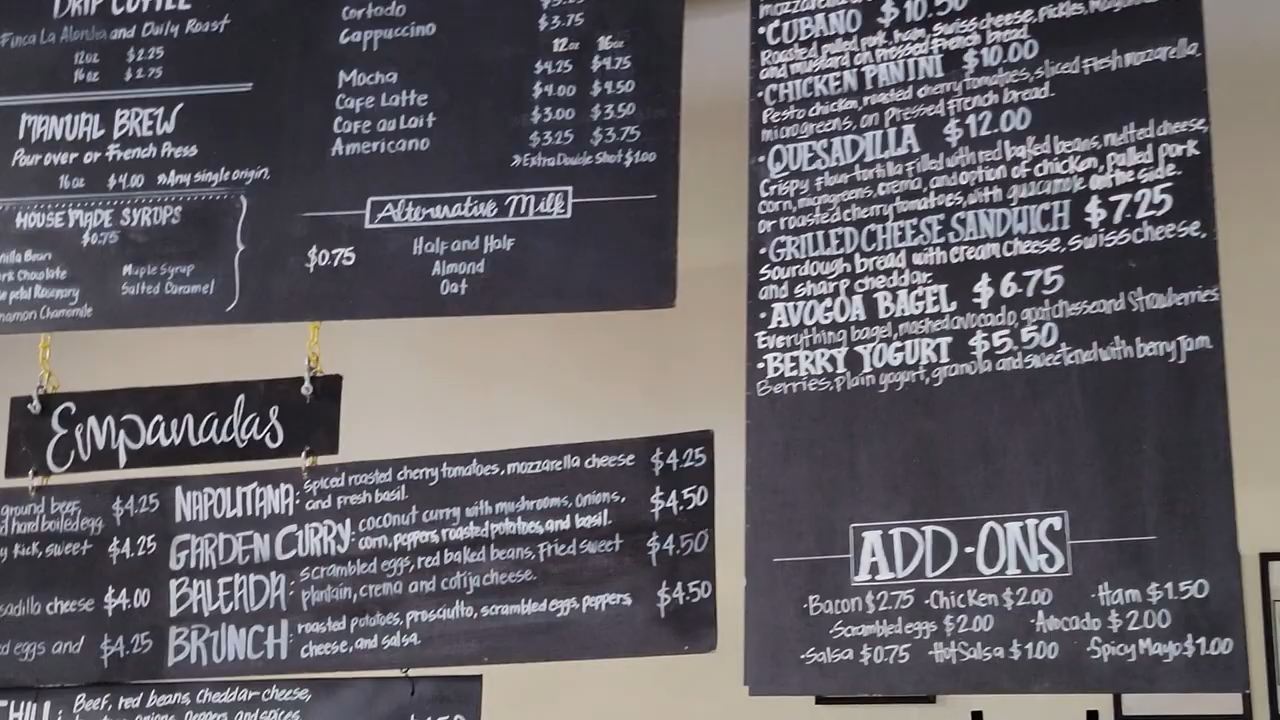 DRIP COFFEE
Finca La Alondra and Daily Roast
12oz $2.25
16oz $2.75
MANUAL BREW
Pour over or French Press
16oz $4.00 »Any single origin.
HOUSE MADE SYRUPS
$0.75
nilla Bean
rk Chocolate
e petal Rosemary
namon Chamomile
Maple Syrup
Salted Caramel
Cortado
Cappuccino $3.75
12oz 16oz
Mocha $4.25 $4.75
Cafe Latte $4.00 $4.50
Cafe au Lait $3.00 $3.50
Americano $3.25 $3.75
»Extra Double Shot $1.00
Alternative Milk
$0.75
Half and Half
Almond
Oat
Empanadas
ground beef,
d hard boiled egg $4.25
y kick, sweet $4.25
sadilla cheese $4.00
ed eggs and $4.25
NAPOLITANA: spiced roasted cherry tomatoes, mozzarella cheese $4.25
and fresh basil.
GARDEN CURRY: coconut curry with mushrooms, onions, $4.50
corn, peppers, roasted potatoes, and basil.
BALEADA: scrambled eggs, red baked beans, fried sweet $4.50
plantain, crema and cotija cheese.
BRUNCH: roasted potatoes, prosciutto, scrambled eggs, peppers, $4.50
cheese, and salsa.
Beef, red beans, Cheddar cheese,
onions, peppers and spices.
·CUBANO $10.50
Roasted pulled pork, ham, swiss cheese, pickles, Mayo
and mustard on pressed French bread.
·CHICKEN PANINI $10.00
Pesto chicken, roasted cherry tomatoes, sliced fresh mozarella,
microgreens, on pressed french bread.
·QUESADILLA $12.00
Crispy flour tortilla filled with red baked beans, melted cheese,
corn, microgreens, crema, and option of chicken, pulled pork
or roasted cherry tomatoes, with guacamole on the side.
·GRILLED CHEESE SANDWICH $7.25
Sourdough bread with cream cheese, swiss cheese,
and sharp cheddar.
·AVOGOA BAGEL $6.75
Everything bagel, mashed avocado, goat chesse and strawberries
·BERRY YOGURT $5.50
Berries, plain yogurt, granola and sweetened with berry jam.
ADD-ONS
·Bacon $2.75 ·Chicken $2.00 ·Ham $1.50
·Scrambled eggs $2.00 ·Avocado $2.00
·Salsa $0.75 ·Hot Salsa $1.00 ·Spicy Mayo $1.00